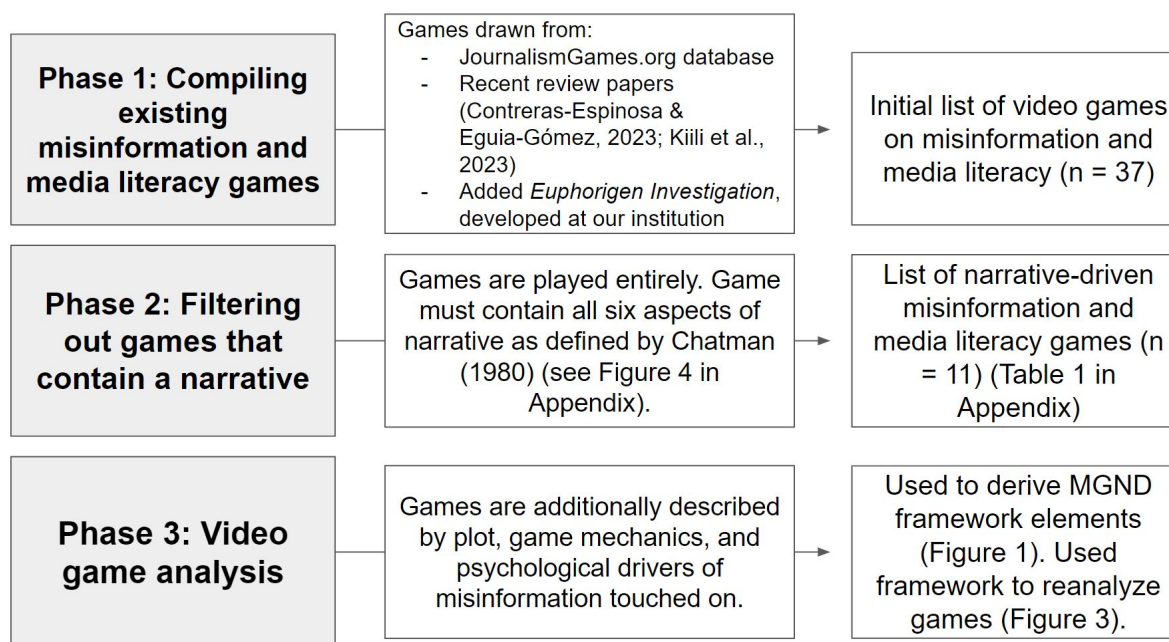 Phase 1: Compiling
existing
misinformation and
media literacy games
Games drawn from:
- JournalismGames.org database
- Recent review papers
(Contreras-Espinosa &
Eguia-Gómez, 2023; Kiili et al.,
2023)
- Added Euphorigen Investigation,
developed at our institution
Initial list of video games
on misinformation and
media literacy (n = 37)
Phase 2: Filtering
out games that
contain a narrative
Games are played entirely. Game
must contain all six aspects of
narrative as defined by Chatman
(1980) (see Figure 4 in
Appendix).
List of narrative-driven
misinformation and
media literacy games (n
= 11) (Table 1 in
Appendix)
Phase 3: Video
game analysis
Games are additionally described
by plot, game mechanics, and
psychological drivers of
misinformation touched on.
Used to derive MGND
framework elements
(Figure 1). Used
framework to reanalyze
games (Figure 3).